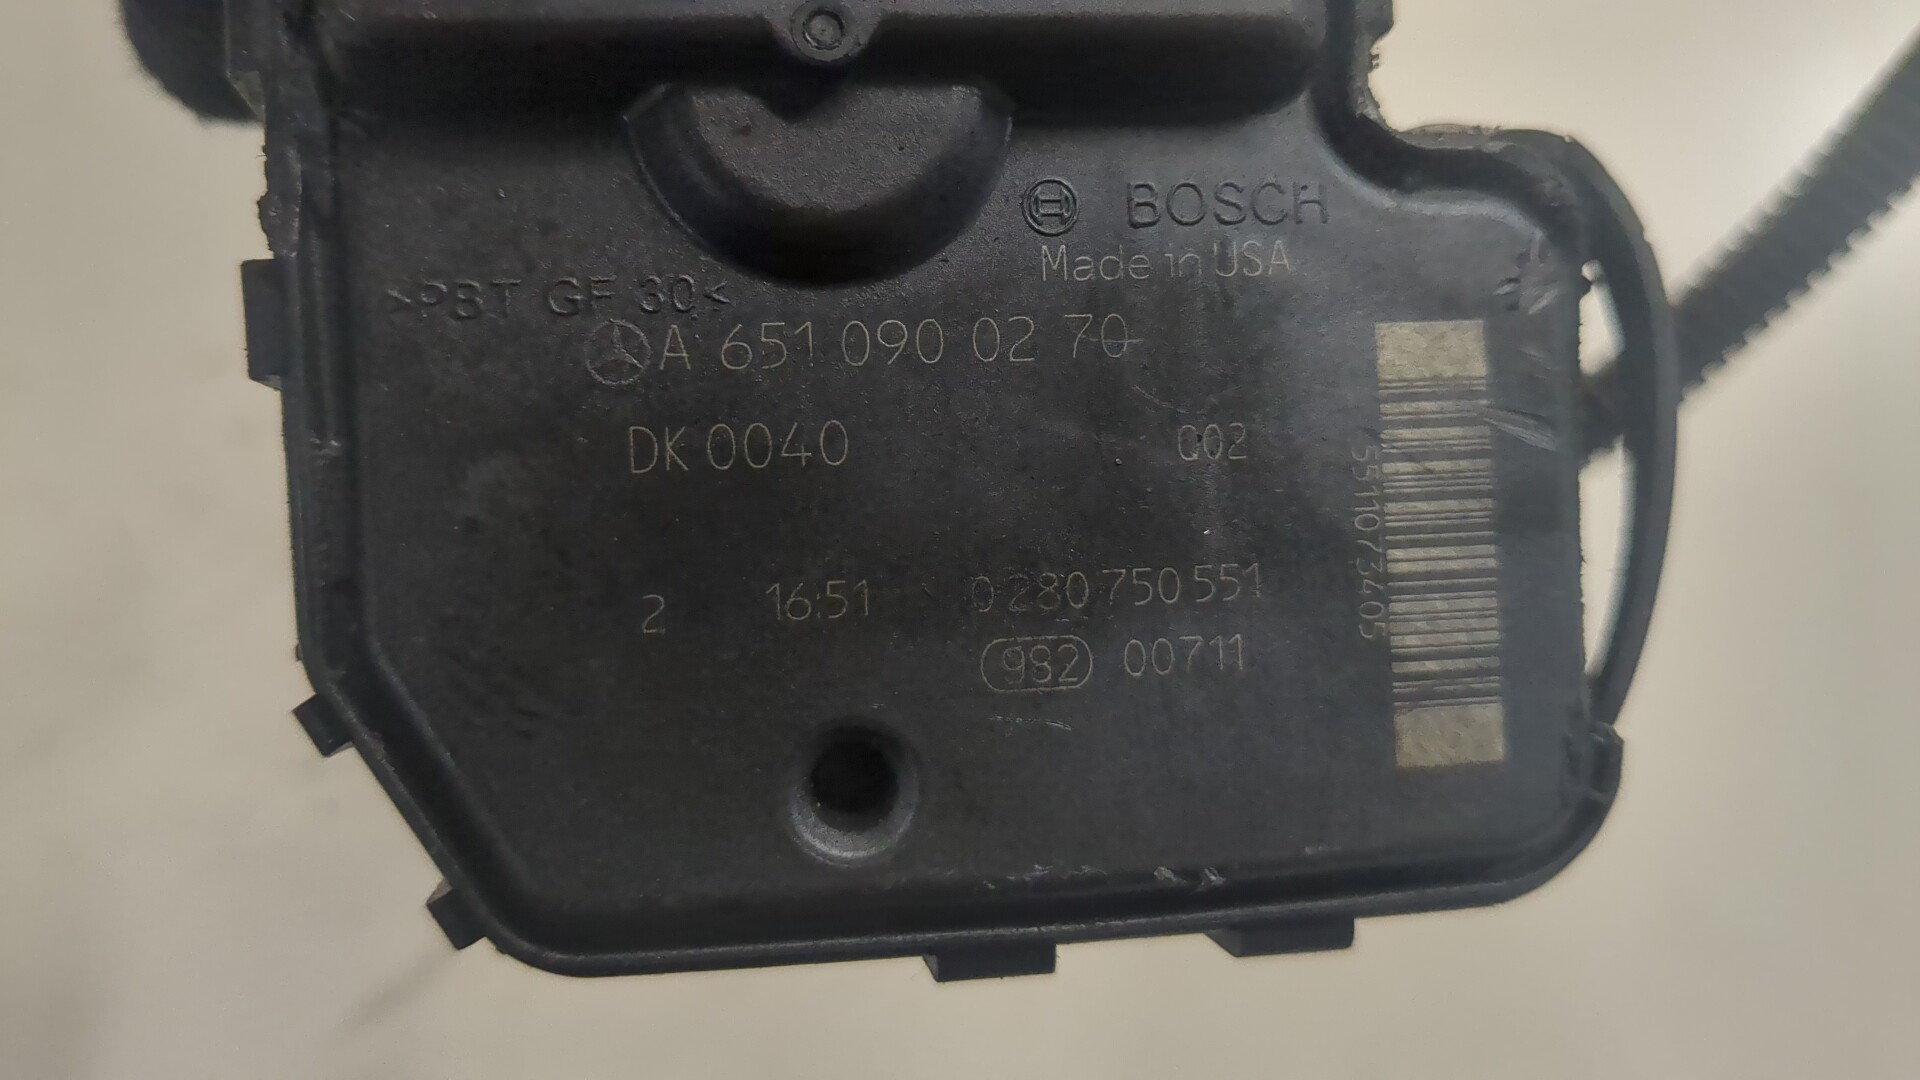 BOSCH
Made in USA
>PBT GF 30<
A 651 090 02 70
DK 0040 Q02
2 16:51 0 280 750 551
982 00711
5511073405